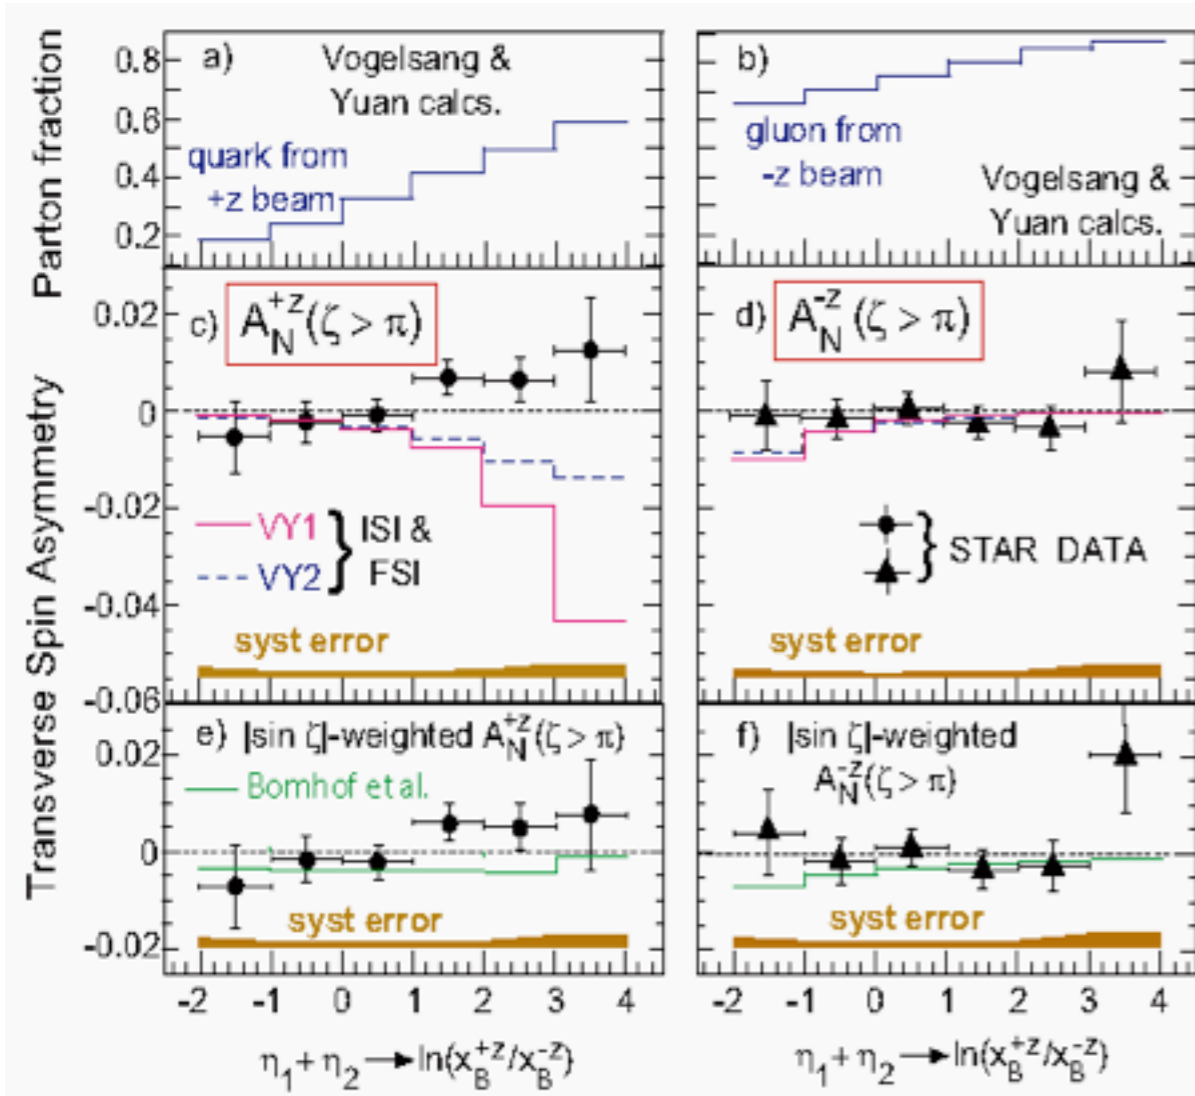 Parton fraction
0.8
0.6
0.4
0.2
a)
Vogelsang &
Yuan calcs.
quark from
+z beam
b)
gluon from
-z beam
Vogelsang &
Yuan calcs.
Transverse Spin Asymmetry
0.02
0
-0.02
-0.04
-0.06
c)
A_N^{+z}(ζ > π)
VY1
VY2
} ISI &
FSI
syst error
d)
A_N^{-z}(ζ > π)
} STAR DATA
syst error
0.02
0
-0.02
e) |sin ζ|-weighted A_N^{+z}(ζ > π)
Bomhof et al.
syst error
f) |sin ζ|-weighted
A_N^{-z}(ζ > π)
syst error
-2 -1 0 1 2 3 4
-2 -1 0 1 2 3 4
η_1 + η_2 → ln(x_B^{+z}/x_B^{-z})
η_1 + η_2 → ln(x_B^{+z}/x_B^{-z})